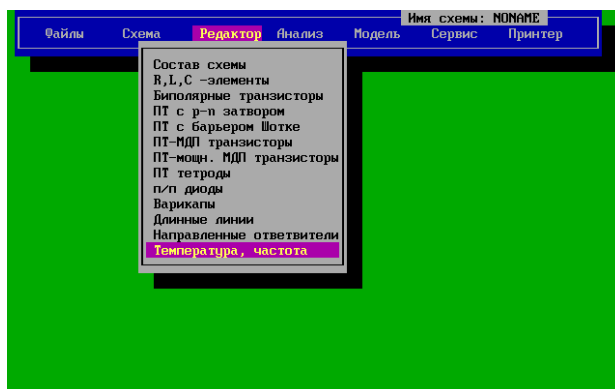 Имя схемы: NONAME
Файлы Схема Редактор Анализ Модель Сервис Принтер
Состав схемы
R,L,C -элементы
Биполярные транзисторы
ПТ с p-n затвором
ПТ с барьером Шотке
ПТ-МДП транзисторы
ПТ-мощн. МДП транзисторы
ПТ тетроды
п/п диоды
Варикапы
Длинные линии
Направленные ответвители
Температура, частота